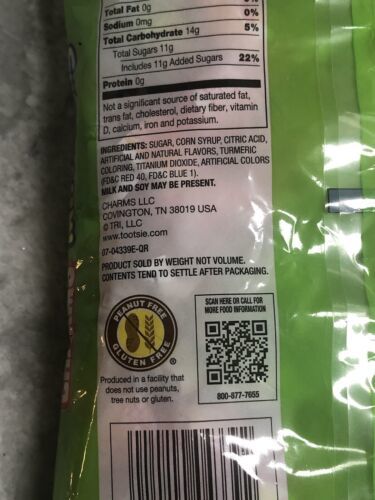 Total Fat 0g 0%
Sodium 0mg 0%
Total Carbohydrate 14g 5%
Total Sugars 11g
Includes 11g Added Sugars 22%
Protein 0g
Not a significant source of saturated fat,
trans fat, cholesterol, dietary fiber, vitamin
D, calcium, iron and potassium.
INGREDIENTS: SUGAR, CORN SYRUP, CITRIC ACID,
ARTIFICIAL AND NATURAL FLAVORS, TURMERIC
COLORING, TITANIUM DIOXIDE, ARTIFICIAL COLORS
(FD&C RED 40, FD&C BLUE 1).
MILK AND SOY MAY BE PRESENT.
CHARMS LLC
COVINGTON, TN 38019 USA
© TRI, LLC
www.tootsie.com
07-04339E-QR
PRODUCT SOLD BY WEIGHT NOT VOLUME.
CONTENTS TEND TO SETTLE AFTER PACKAGING.
PEANUT FREE
GLUTEN FREE ®
Produced in a facility that
does not use peanuts,
tree nuts or gluten.
SCAN HERE OR CALL FOR
MORE FOOD INFORMATION
800-877-7655